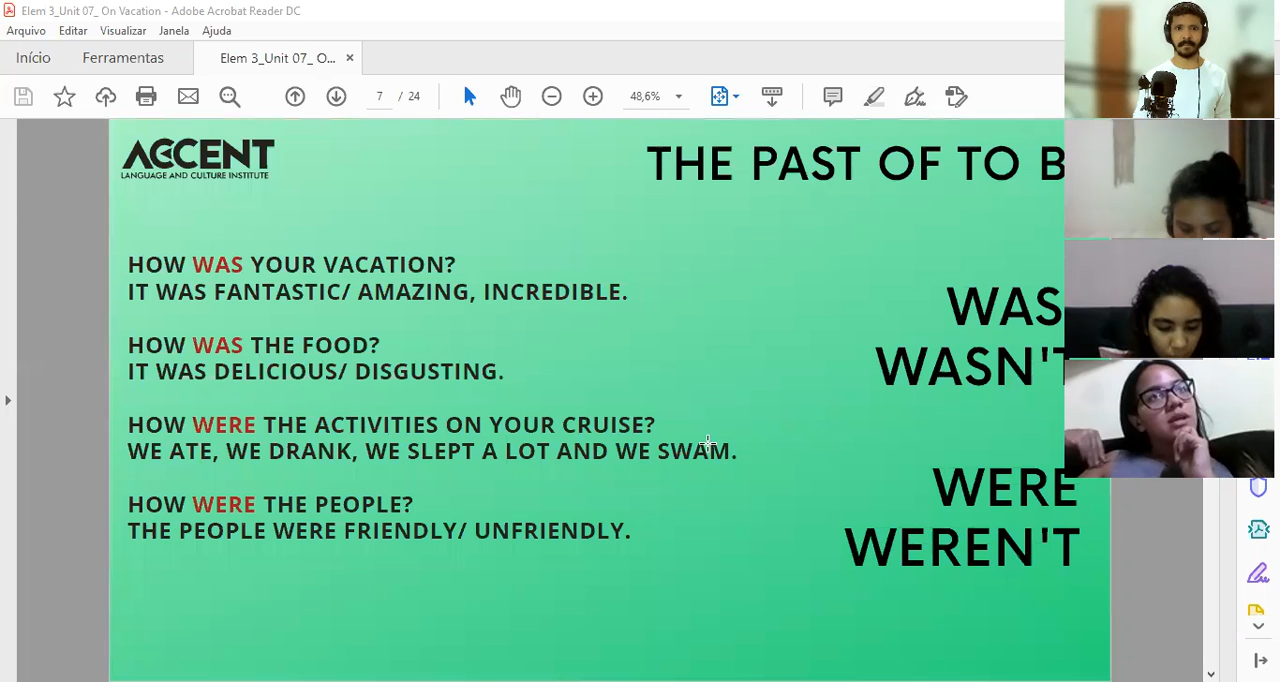 Elem 3_Unit 07_ On Vacation - Adobe Acrobat Reader DC
Arquivo Editar Visualizar Janela Ajuda
Início Ferramentas Elem 3_Unit 07_ O... ×
7 / 24 48,6%
ACCENT
LANGUAGE AND CULTURE INSTITUTE
THE PAST OF TO B
HOW WAS YOUR VACATION?
IT WAS FANTASTIC/ AMAZING, INCREDIBLE.
HOW WAS THE FOOD?
IT WAS DELICIOUS/ DISGUSTING.
HOW WERE THE ACTIVITIES ON YOUR CRUISE?
WE ATE, WE DRANK, WE SLEPT A LOT AND WE SWAM.
HOW WERE THE PEOPLE?
THE PEOPLE WERE FRIENDLY/ UNFRIENDLY.
WAS
WASN'T
WERE
WEREN'T